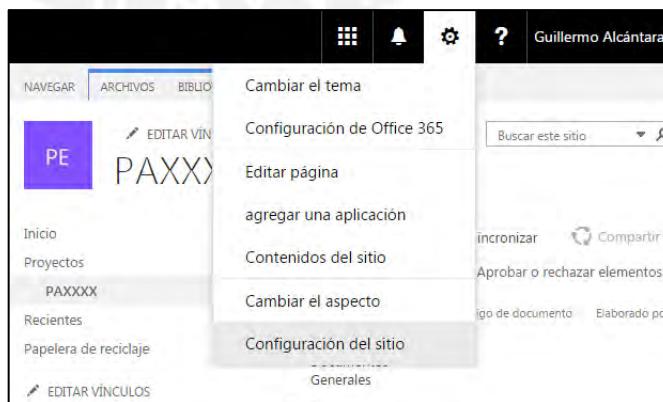 ? Guillermo Alcántara
NAVEGAR ARCHIVOS
Cambiar el tema
Configuración de Office 365
Editar página
agregar una aplicación
Contenidos del sitio
Cambiar el aspecto
Configuración del sitio
EDITAR VÍN
PE
PAXXX
Buscar este sitio
Inicio
Proyectos
PAXXXX
Recientes
Papelera de reciclaje
EDITAR VÍNCULOS
incronizar Compartir
Aprobar o rechazar elementos
igo de documento Elaborado po
Generales